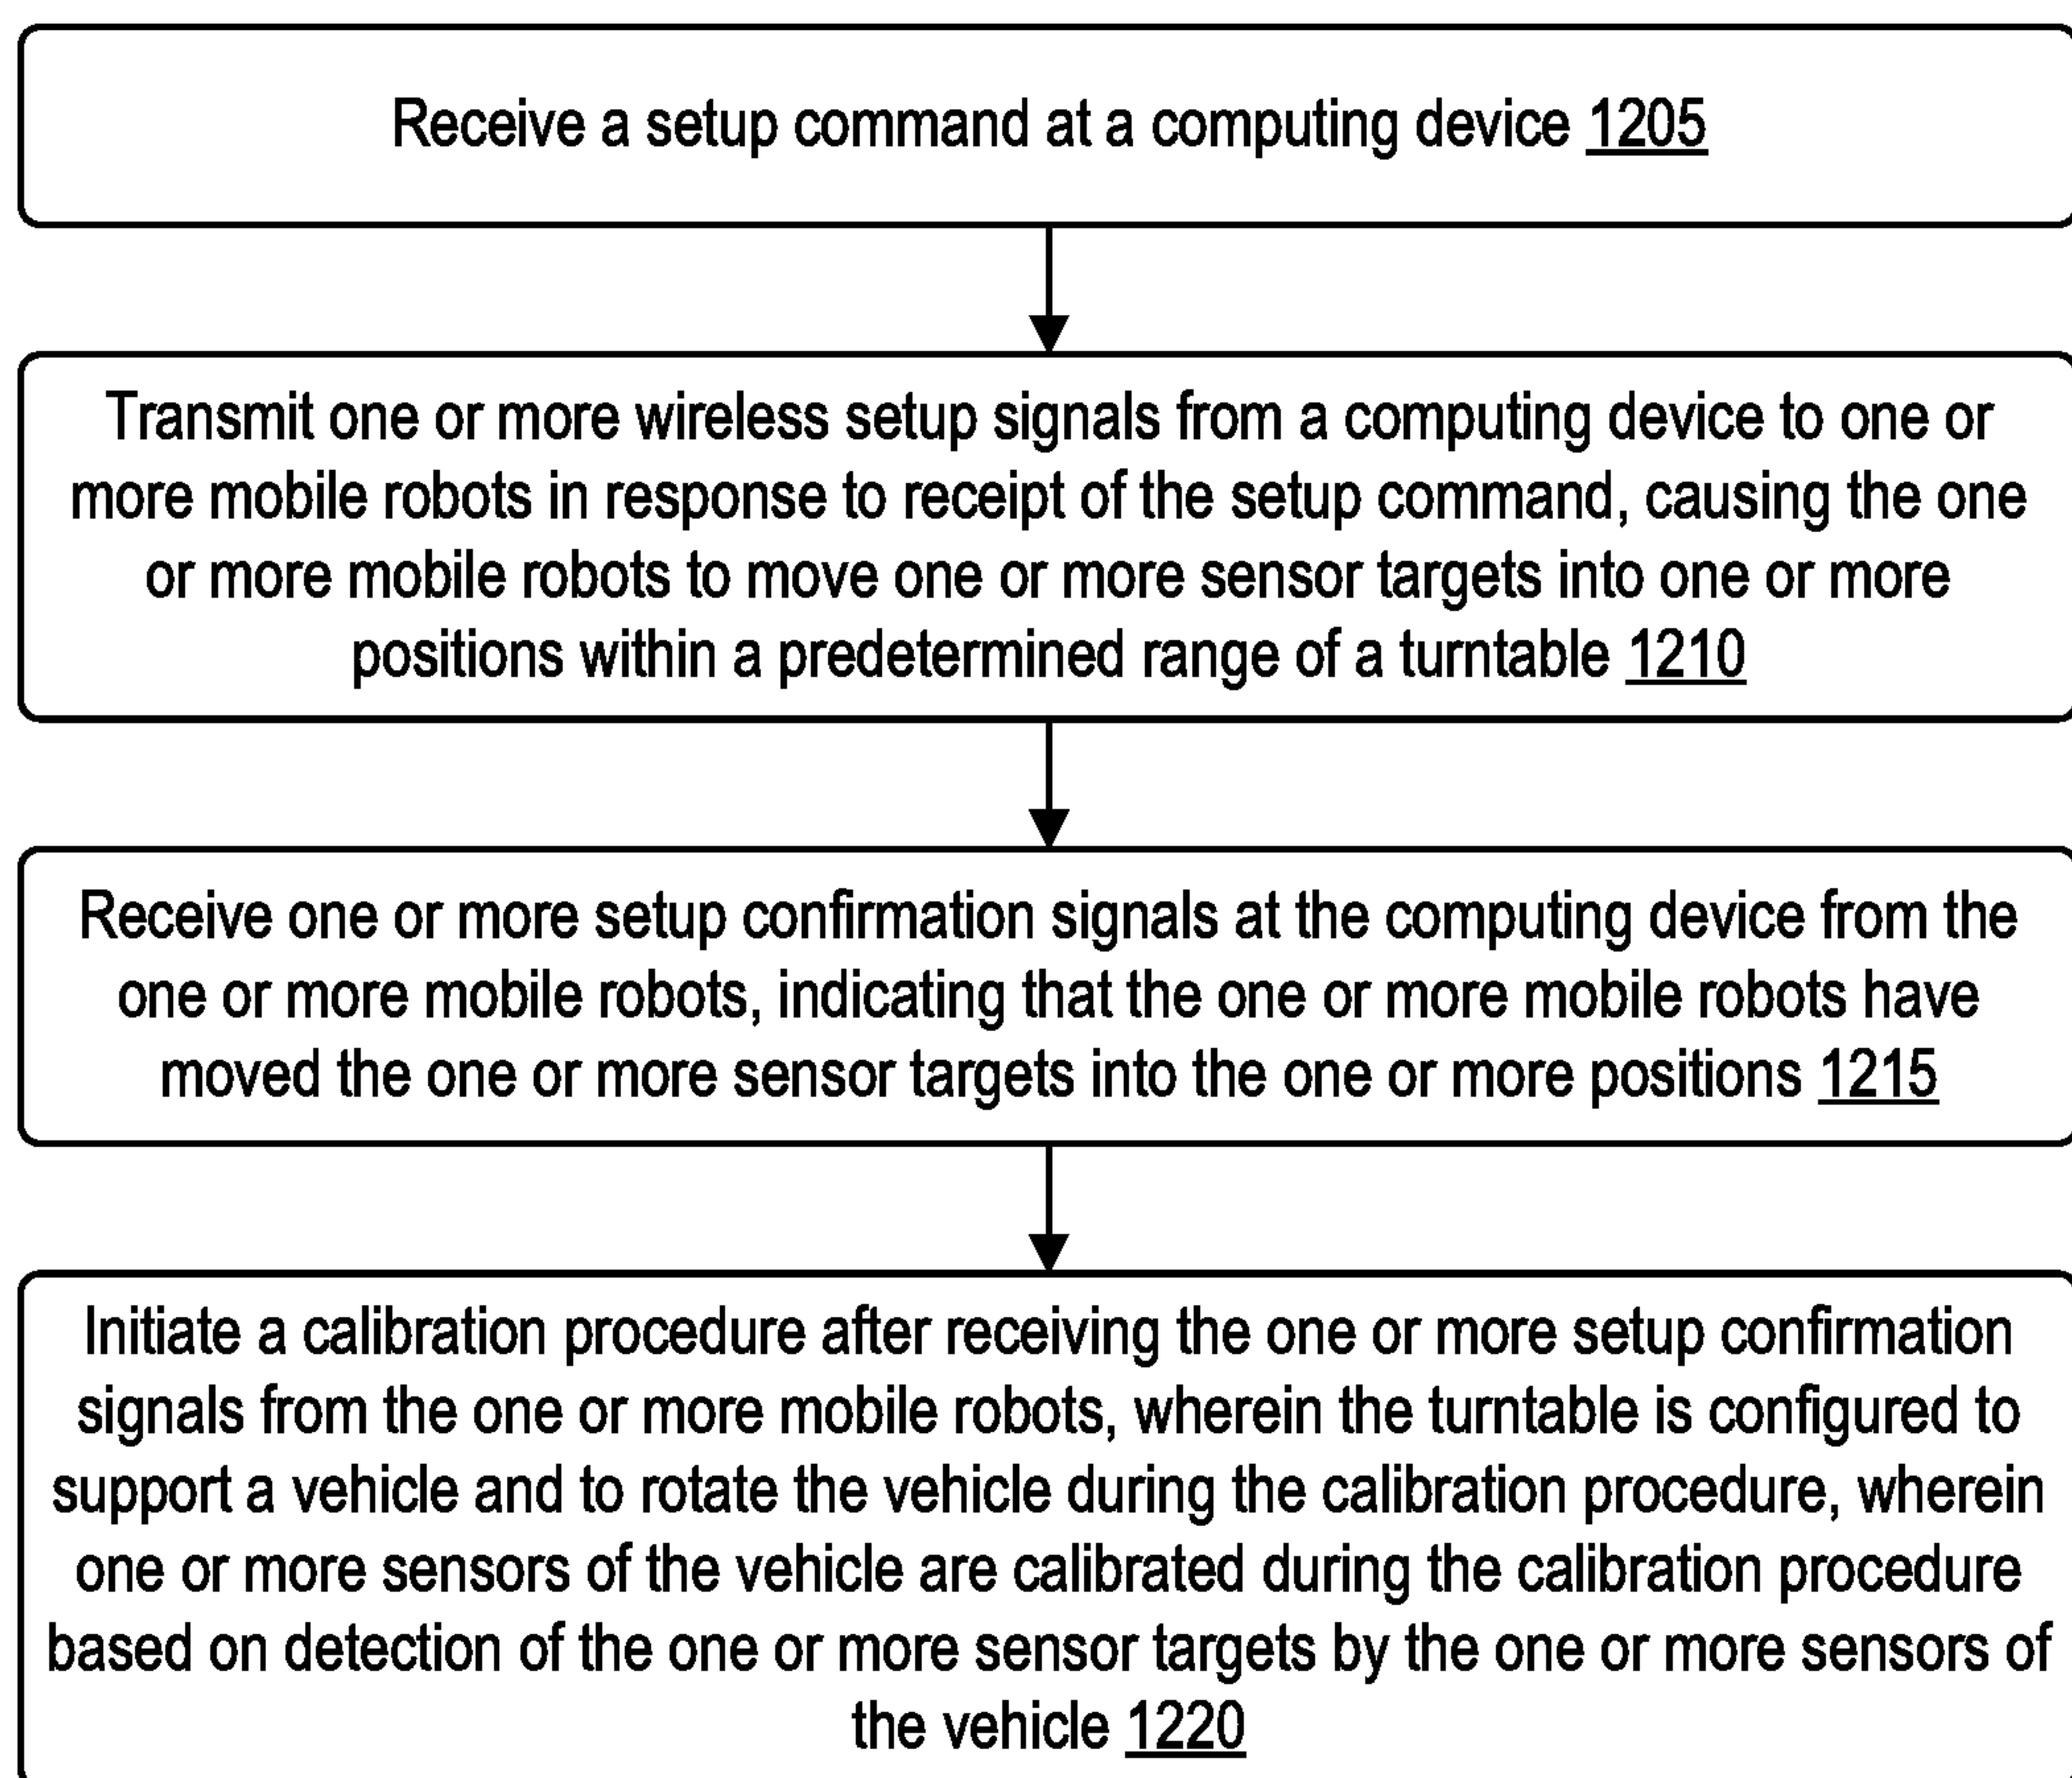 Receive a setup command at a computing device 1205
Transmit one or more wireless setup signals from a computing device to one or
more mobile robots in response to receipt of the setup command, causing the one
or more mobile robots to move one or more sensor targets into one or more
positions within a predetermined range of a turntable 1210
Receive one or more setup confirmation signals at the computing device from the
one or more mobile robots, indicating that the one or more mobile robots have
moved the one or more sensor targets into the one or more positions 1215
Initiate a calibration procedure after receiving the one or more setup confirmation
signals from the one or more mobile robots, wherein the turntable is configured to
support a vehicle and to rotate the vehicle during the calibration procedure, wherein
one or more sensors of the vehicle are calibrated during the calibration procedure
based on detection of the one or more sensor targets by the one or more sensors of
the vehicle 1220